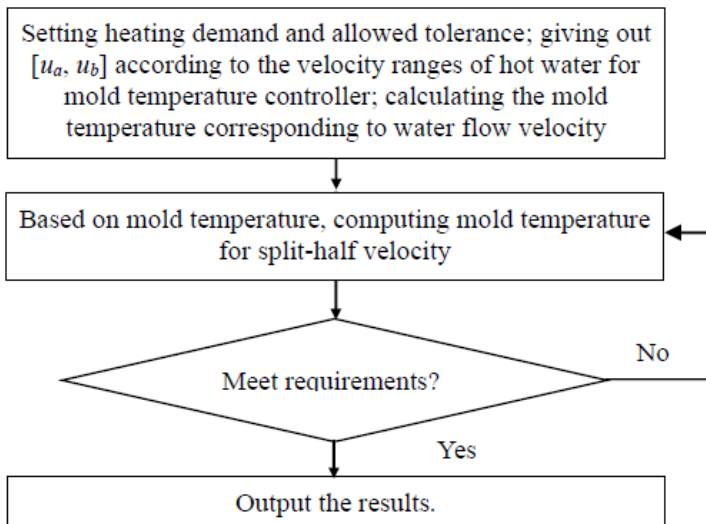 Setting heating demand and allowed tolerance; giving out
[uₐ, u_b] according to the velocity ranges of hot water for
mold temperature controller; calculating the mold
temperature corresponding to water flow velocity
Based on mold temperature, computing mold temperature
for split-half velocity
No
Meet requirements?
Yes
Output the results.